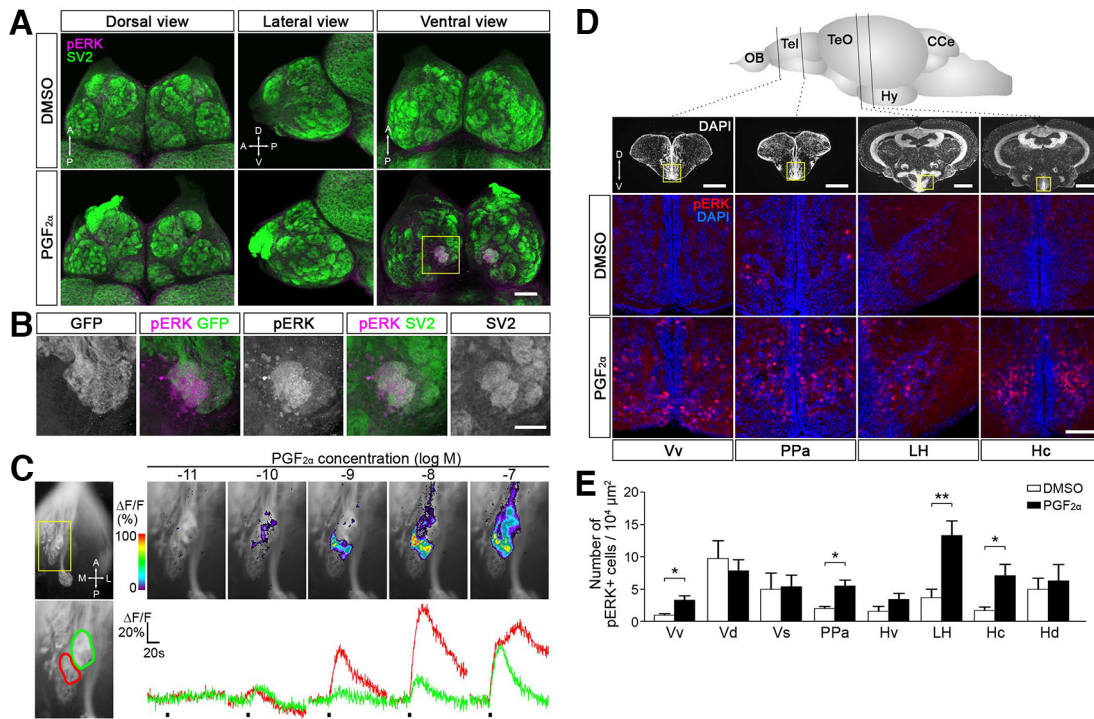 A
Dorsal view
Lateral view
Ventral view
DMSO
pERK
SV2
A
P
D
A
P
V
A
P
PGF2α
B
GFP
pERK GFP
pERK
pERK SV2
SV2
C
PGF2α concentration (log M)
-11
-10
-9
-8
-7
ΔF/F
(%)
100
0
A
M
L
P
ΔF/F
20%
20s
D
OB
Tel
TeO
CCe
Hy
DAPI
D
V
pERK
DAPI
DMSO
PGF2α
Vv
PPa
LH
Hc
E
Number of
pERK+ cells / 10⁴ μm²
20
15
10
5
0
DMSO
PGF2α
*
*
**
*
Vv
Vd
Vs
PPa
Hv
LH
Hc
Hd